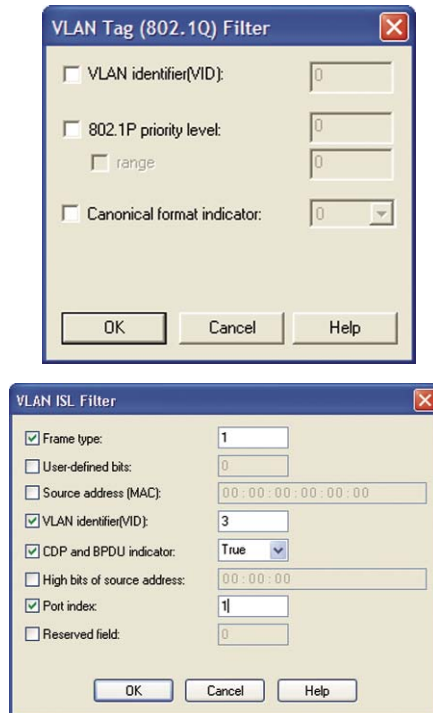 VLAN Tag (802.1Q) Filter
VLAN identifier(VID): 0
802.1P priority level: 0
range 0
Canonical format indicator: 0
OK Cancel Help
VLAN ISL Filter
Frame type: 1
User-defined bits: 0
Source address (MAC): 00:00:00:00:00:00
VLAN identifier(VID): 3
CDP and BPDU indicator: True
High bits of source address: 00:00:00
Port index: 1
Reserved field: 0
OK Cancel Help